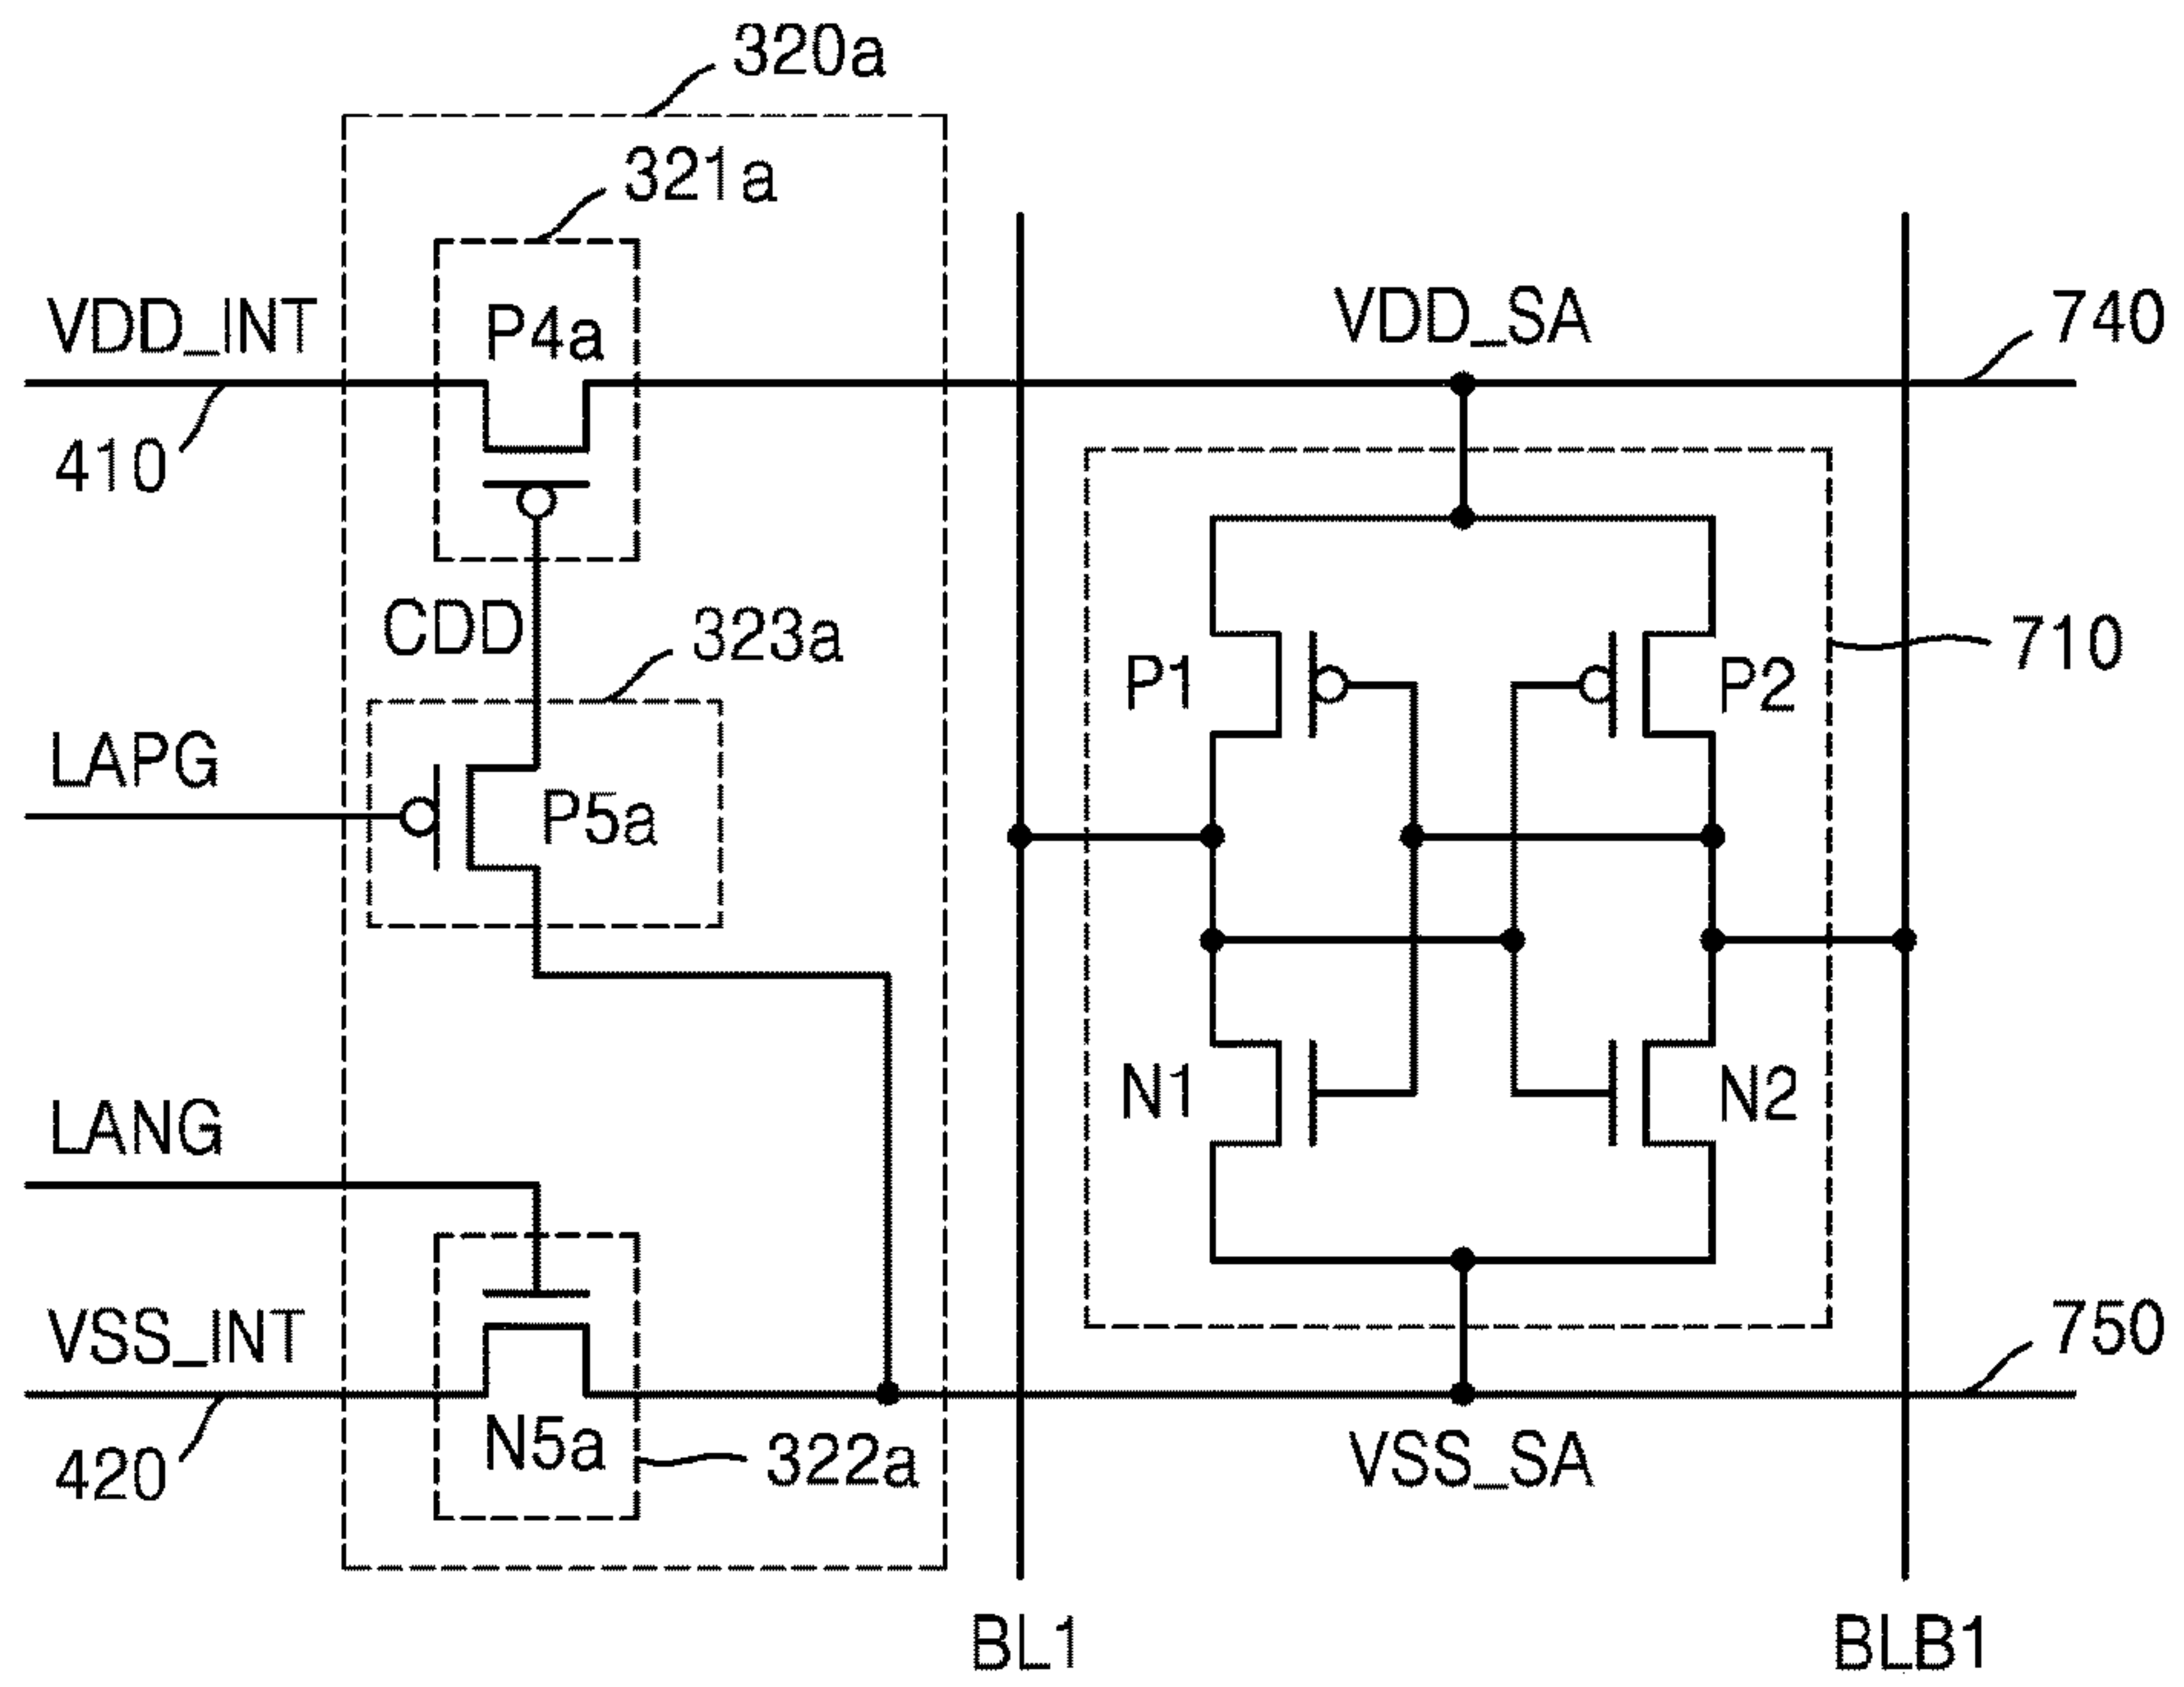 320a
321a
VDD_INT
P4a
VDD_SA
740
410
CDD
323a
710
P1
P2
LAPG
P5a
LANG
N1
N2
VSS_INT
750
N5a
322a
VSS_SA
420
BL1
BLB1